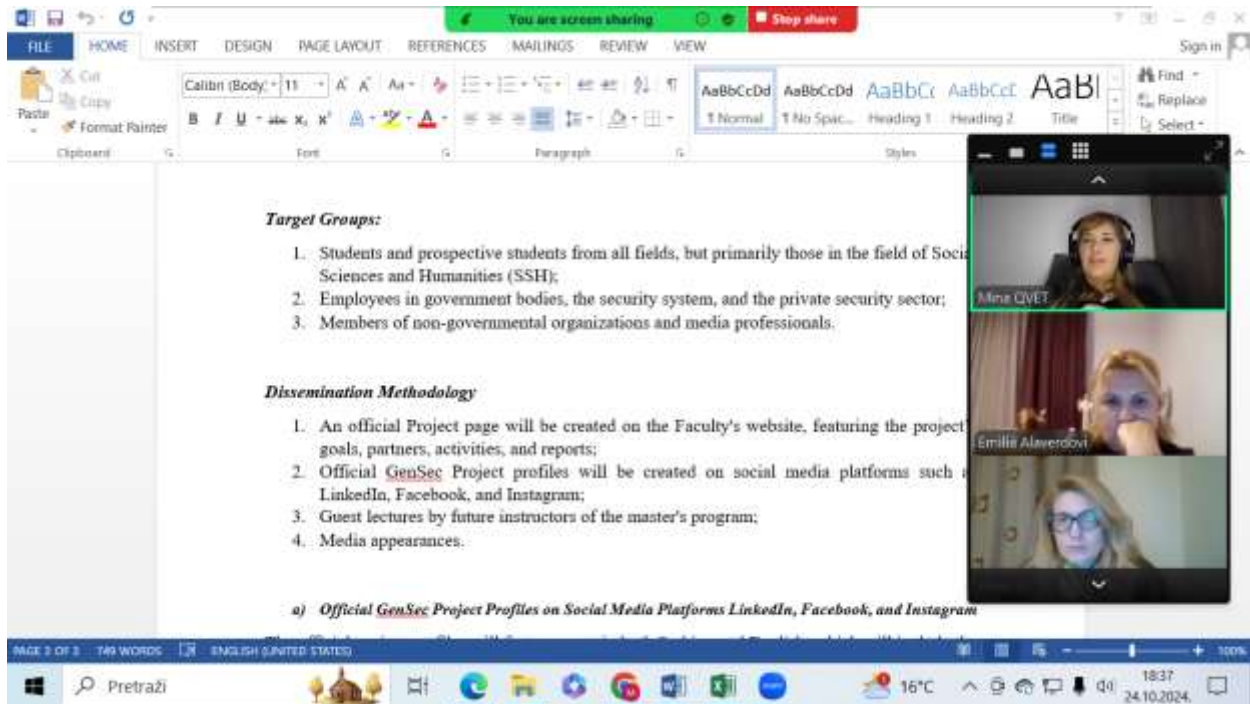 You are screen sharing
Stop share
FILE HOME INSERT DESIGN PAGE LAYOUT REFERENCES MAILINGS REVIEW VIEW
Sign in
Paste
Cut
Copy
Format Painter
Clipboard
Calibri (Body) 11
Font
Paragraph
AaBbCcDd AaBbCcDd AaBbCc AaBbCcD AaBl
¶ Normal ¶ No Spac... Heading 1 Heading 2 Title
Styles
Find
Replace
Select
Target Groups:
1. Students and prospective students from all fields, but primarily those in the field of Socia
Sciences and Humanities (SSH);
2. Employees in government bodies, the security system, and the private security sector;
3. Members of non-governmental organizations and media professionals.
Dissemination Methodology
1. An official Project page will be created on the Faculty's website, featuring the project'
goals, partners, activities, and reports;
2. Official GenSec Project profiles will be created on social media platforms such a
LinkedIn, Facebook, and Instagram;
3. Guest lectures by future instructors of the master's program;
4. Media appearances.
a) Official GenSec Project Profiles on Social Media Platforms LinkedIn, Facebook, and Instagram
Mina QVET
Emilia Alaverdov
PAGE 2 OF 3 749 WORDS ENGLISH (UNITED STATES)
100%
Pretraži
16°C
18:37
24.10.2024.